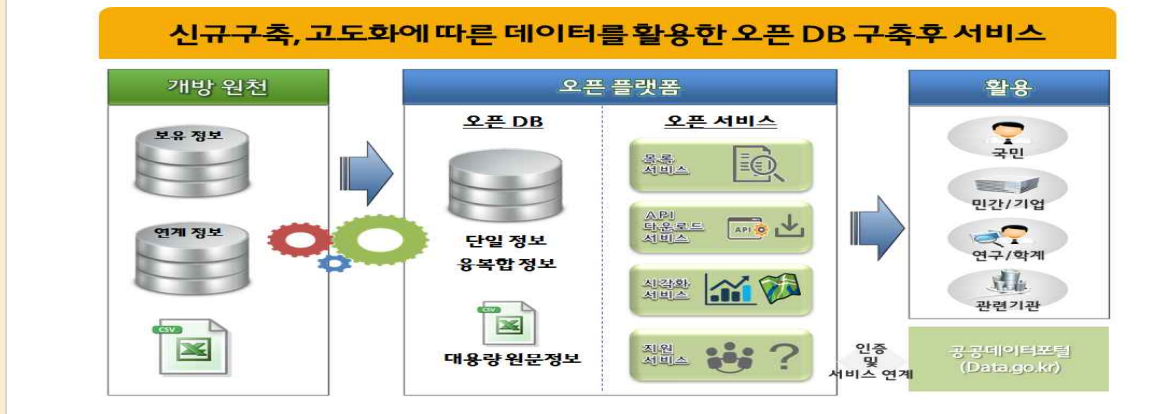 신규구축, 고도화에 따른 데이터를 활용한 오픈 DB 구축후 서비스
개방 원천
보유 정보
연계 정보
CSV
오픈 플랫폼
오픈 DB
단일 정보
융복합 정보
CSV
대용량 원문정보
오픈 서비스
목록
서비스
API
다운로드
서비스
API
시각화
서비스
지원
서비스
?
활용
국민
민간/기업
연구/학계
관련기관
인증
및
서비스 연계
공공데이터포털
(Data.go.kr)